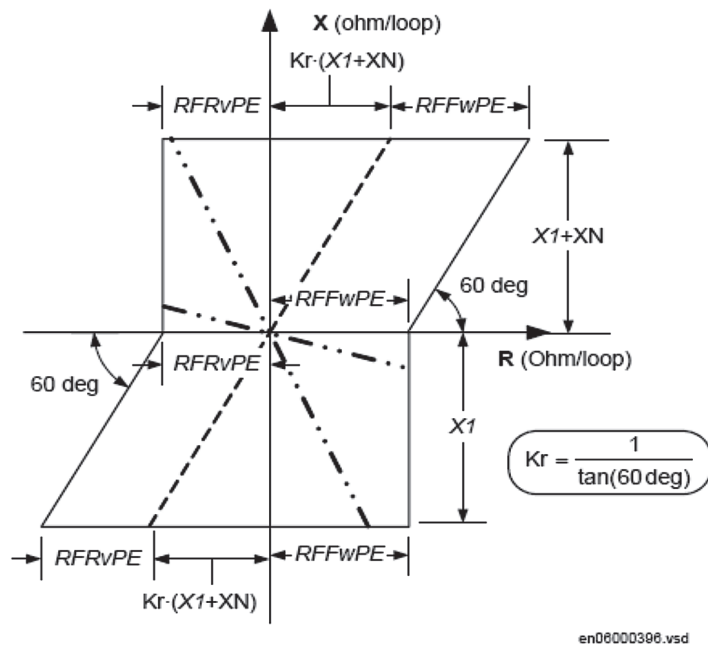 X (ohm/loop)
Kr·(X1+XN)
RFRvPE
RFFwPE
X1+XN
60 deg
RFFwPE
R (Ohm/loop)
RFRvPE
60 deg
X1
Kr = 1 / tan(60 deg)
RFRvPE
RFFwPE
Kr·(X1+XN)
en06000396.vsd